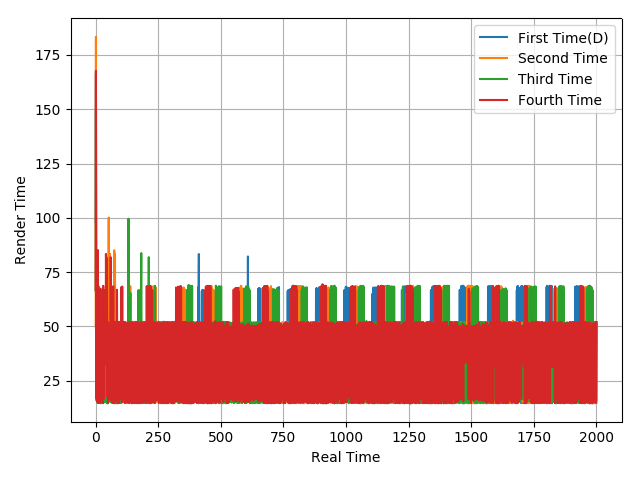 First Time(D)
Second Time
Third Time
Fourth Time
175
150
125
100
75
50
25
Render Time
0
250
500
750
1000
1250
1500
1750
2000
Real Time